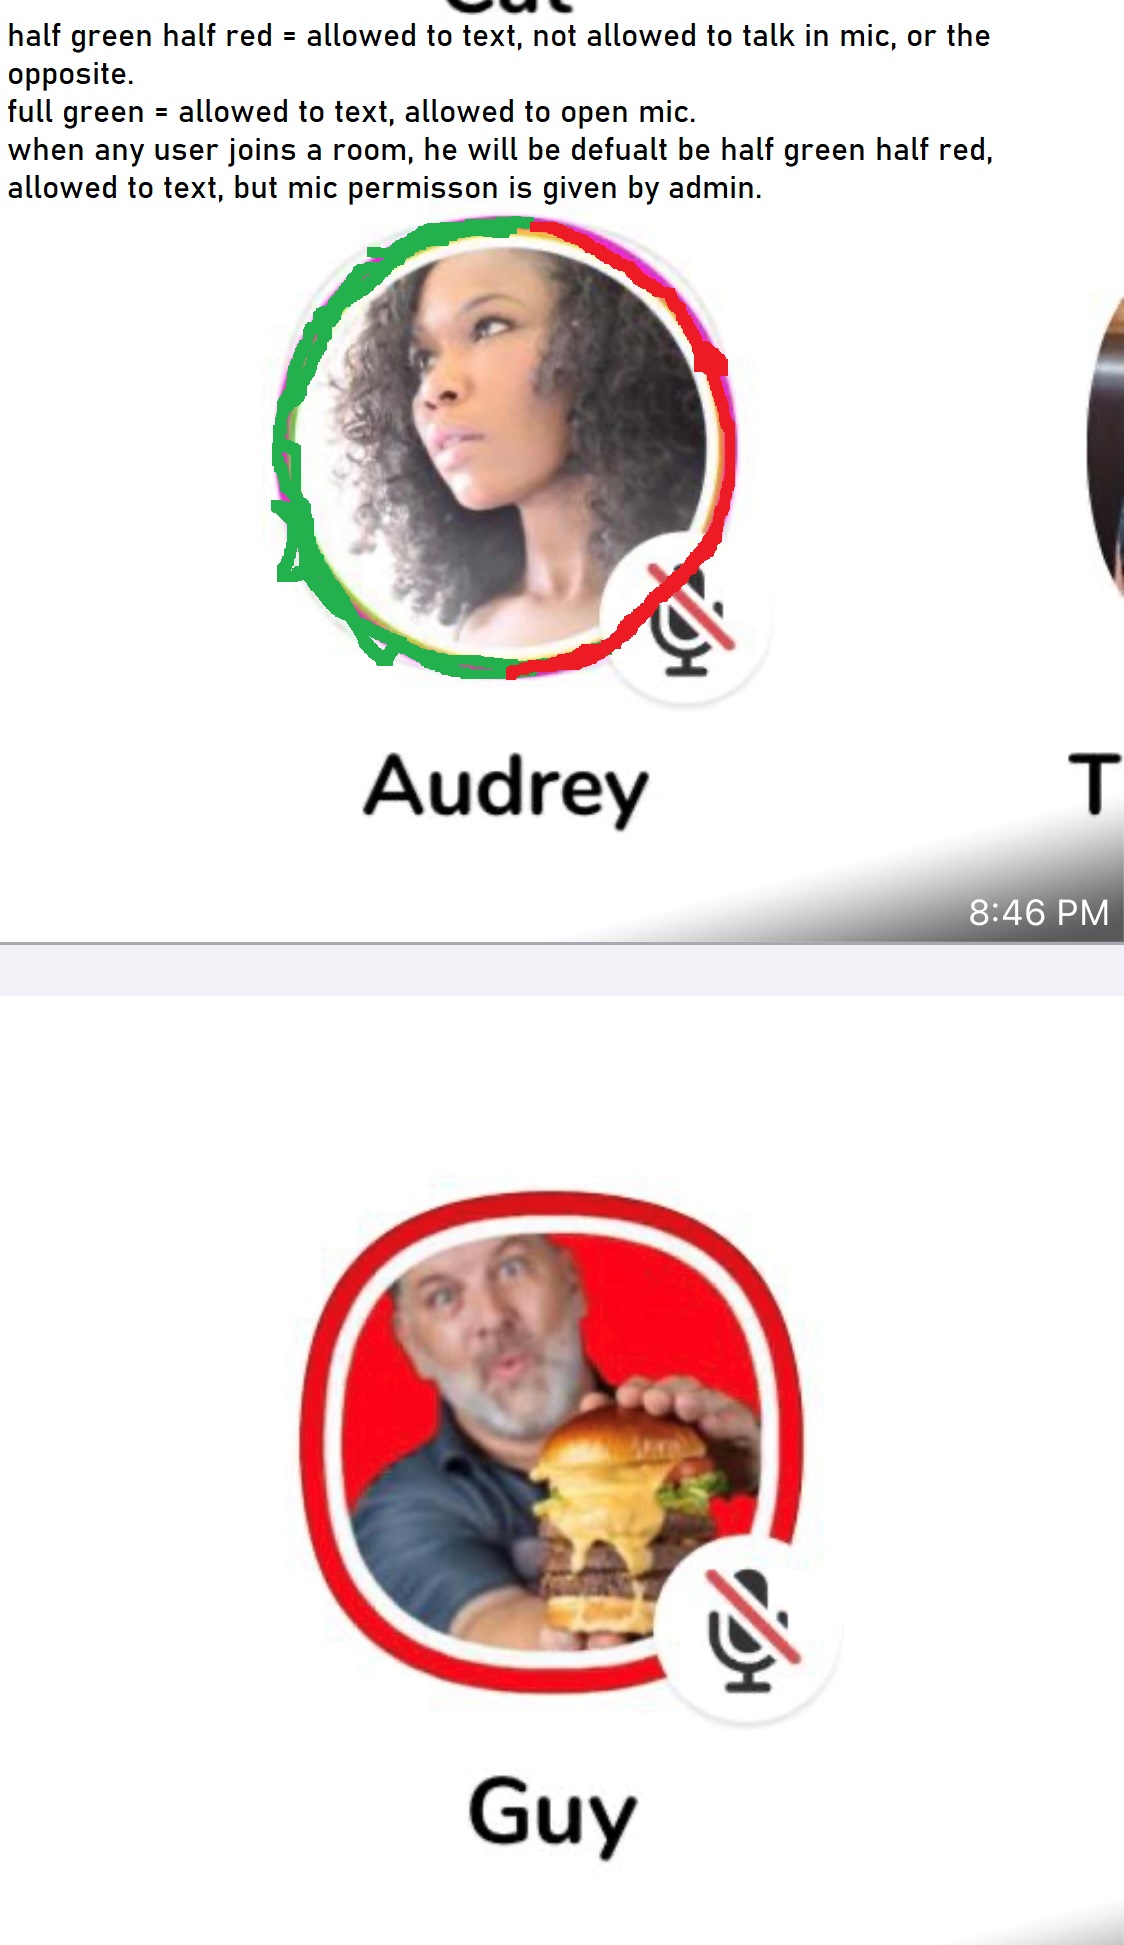 Cat
half green half red = allowed to text, not allowed to talk in mic, or the
opposite.
full green = allowed to text, allowed to open mic.
when any user joins a room, he will be defualt be half green half red,
allowed to text, but mic permisson is given by admin.
Audrey
T
8:46 PM
Guy